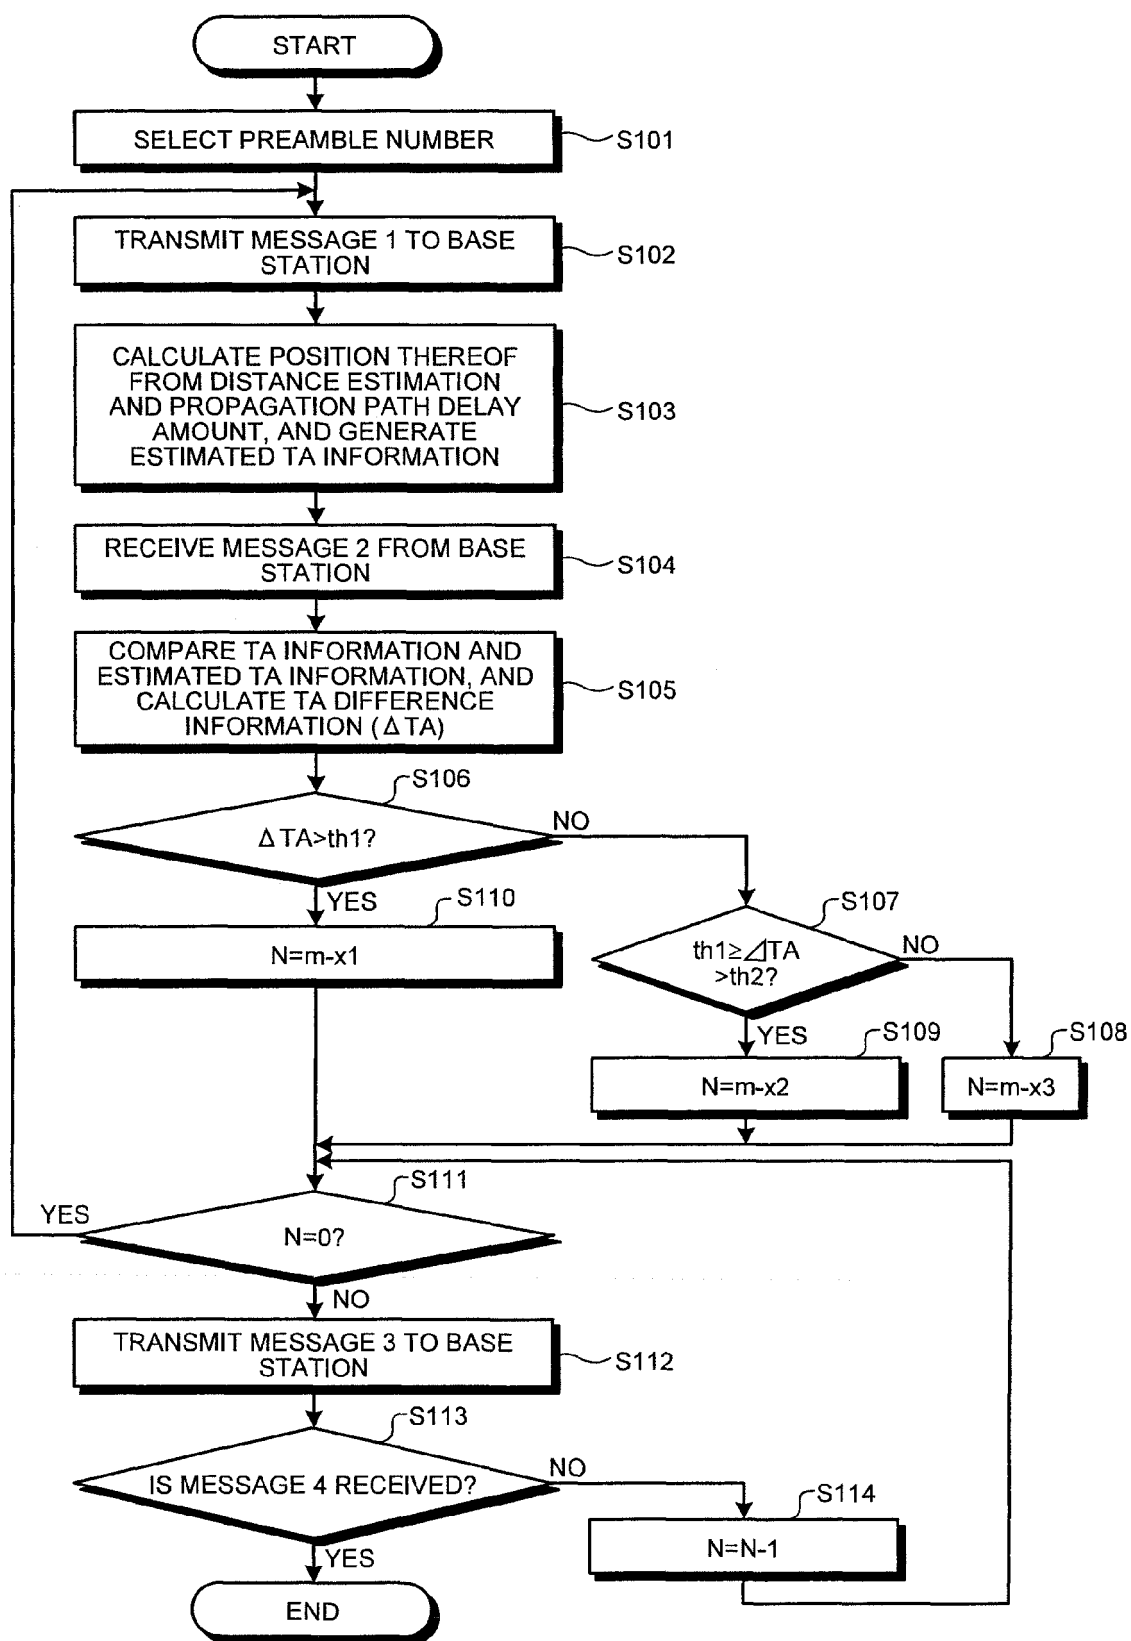 START
SELECT PREAMBLE NUMBER
S101
TRANSMIT MESSAGE 1 TO BASE
STATION
S102
CALCULATE POSITION THEREOF
FROM DISTANCE ESTIMATION
AND PROPAGATION PATH DELAY
AMOUNT, AND GENERATE
ESTIMATED TA INFORMATION
S103
RECEIVE MESSAGE 2 FROM BASE
STATION
S104
COMPARE TA INFORMATION AND
ESTIMATED TA INFORMATION, AND
CALCULATE TA DIFFERENCE
INFORMATION (ΔTA)
S105
S106
ΔTA>th1?
NO
YES
S110
N=m-x1
S107
th1≥⊿TA
>th2?
NO
YES
S109
N=m-x2
S108
N=m-x3
S111
YES
N=0?
NO
TRANSMIT MESSAGE 3 TO BASE
STATION
S112
S113
IS MESSAGE 4 RECEIVED?
NO
S114
N=N-1
YES
END